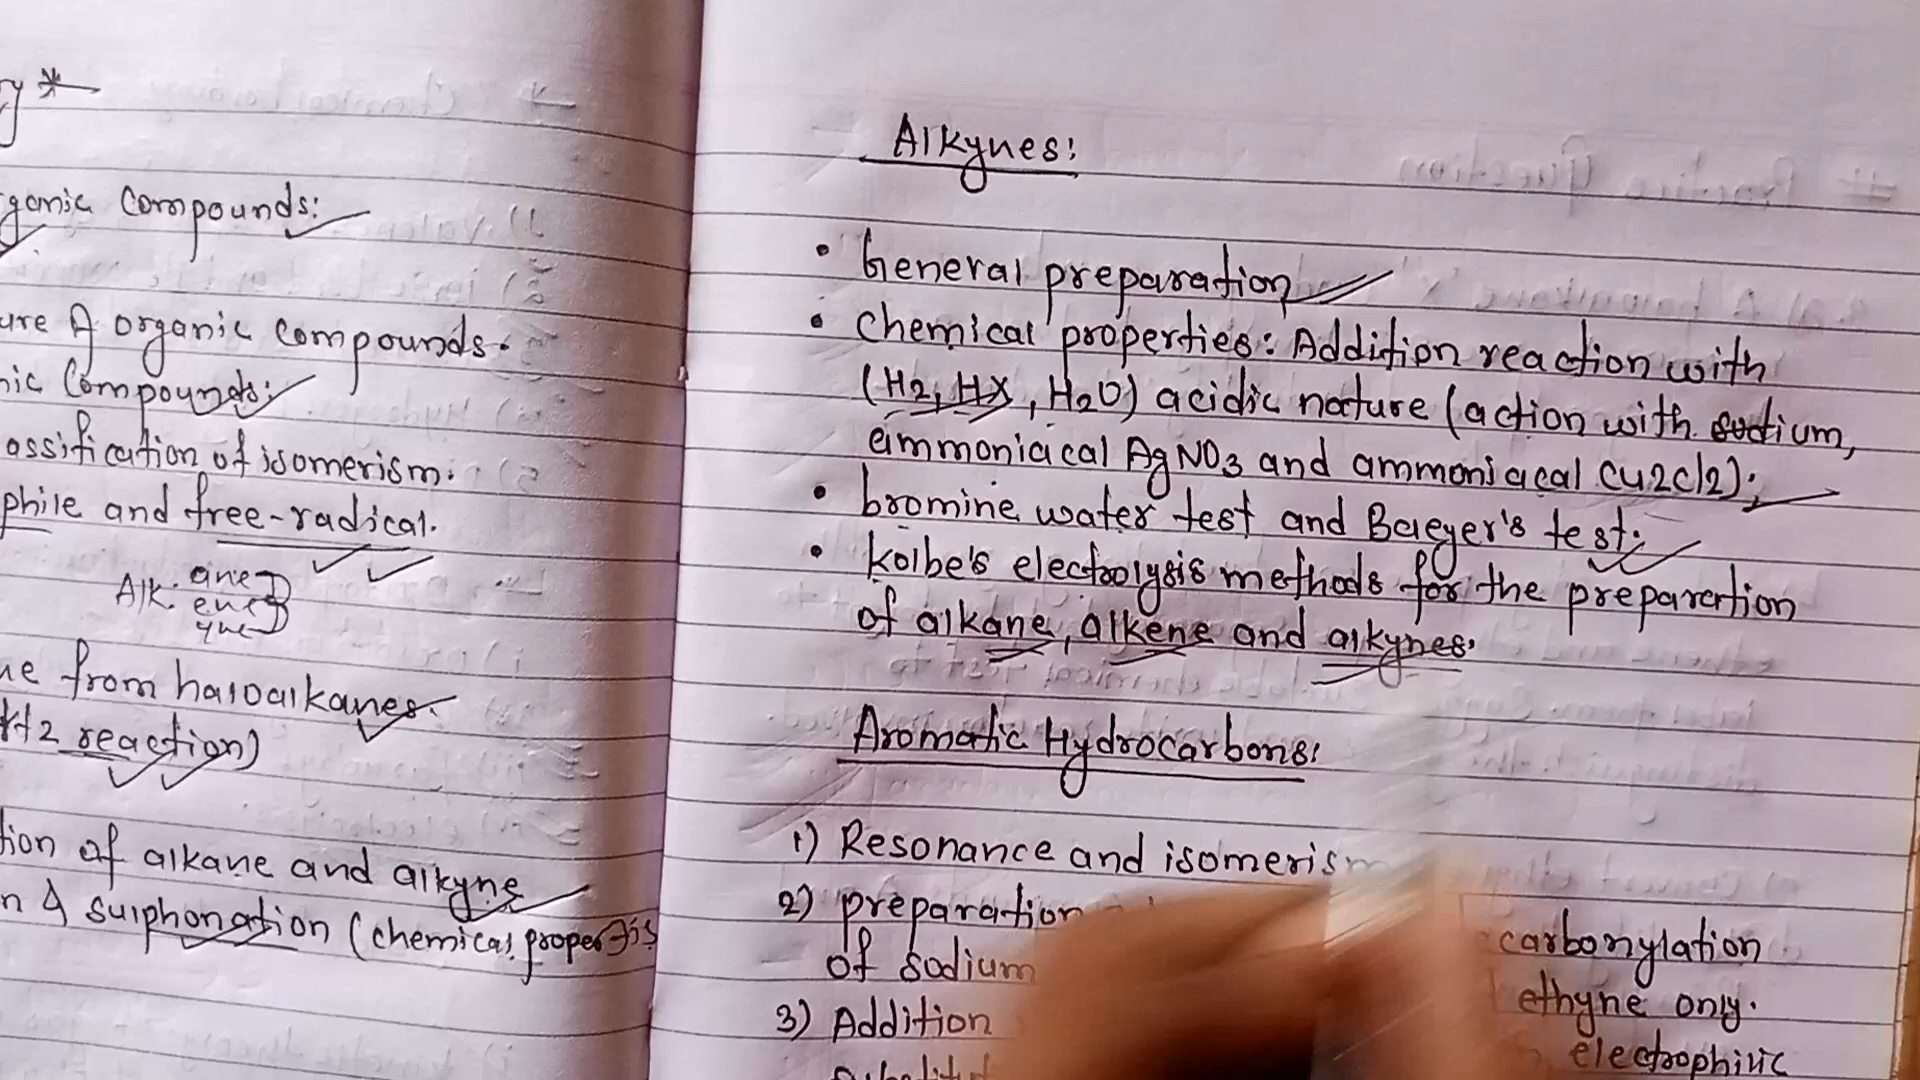 ry *
ganic Compounds:
ure of organic compounds.
nic Compounds:
assification of isomerism.
phile and free-radical.
Alk. ane
ene
yne
ne from haloalkanes.
tz reaction)
tion of alkane and alkyne
n & sulphonation (chemical properties
Alkynes:
• General preparation
• Chemical properties: Addition reaction with
(H2, HX, H2O) acidic nature (action with sodium,
ammoniacal AgNO3 and ammoniacal Cu2Cl2);
• bromine water test and Baeyer's test;
• Kolbe's electrolysis methods for the preparation
of alkane, alkene and alkynes.
Aromatic Hydrocarbons:
1) Resonance and isomerism
2) preparation
of sodium
carbonylation
ethyne only.
3) Addition
electrophilic